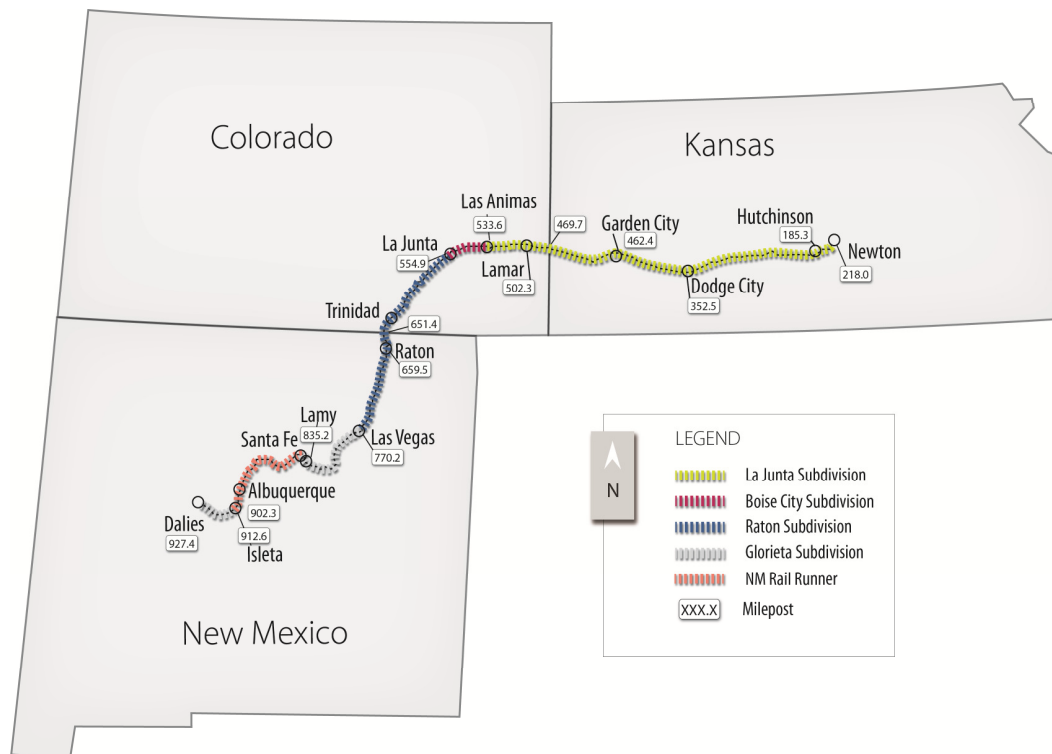 Colorado
Kansas
Las Animas
533.6
469.7
Garden City
462.4
Hutchinson
185.3
La Junta
554.9
Lamar
502.3
Newton
218.0
Dodge City
352.5
Trinidad
651.4
Raton
659.5
Lamy
835.2
Santa Fe
Las Vegas
770.2
Albuquerque
902.3
Dalies
927.4
912.6
Isleta
New Mexico
N
LEGEND
La Junta Subdivision
Boise City Subdivision
Raton Subdivision
Glorieta Subdivision
NM Rail Runner
XXX.X Milepost